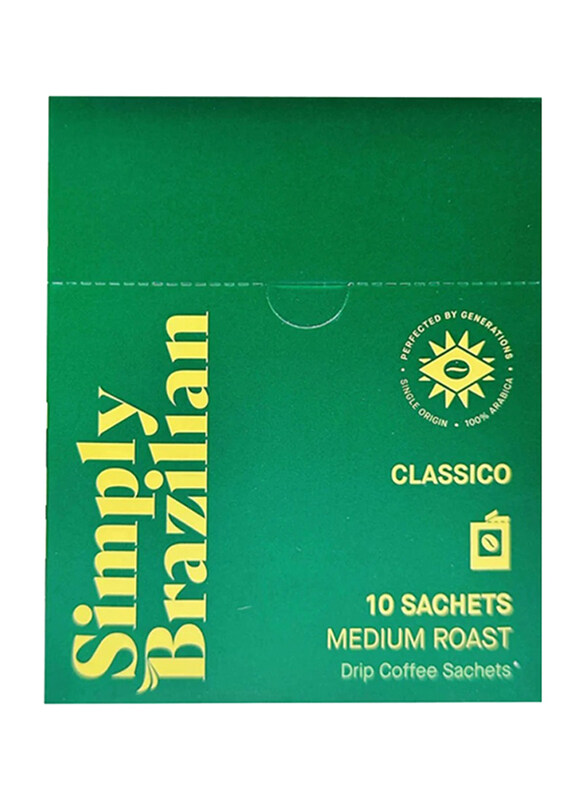 Simply
Brazilian
PERFECTED BY GENERATIONS
• SINGLE ORIGIN • 100% ARABICA •
CLASSICO
10 SACHETS
MEDIUM ROAST
Drip Coffee Sachets